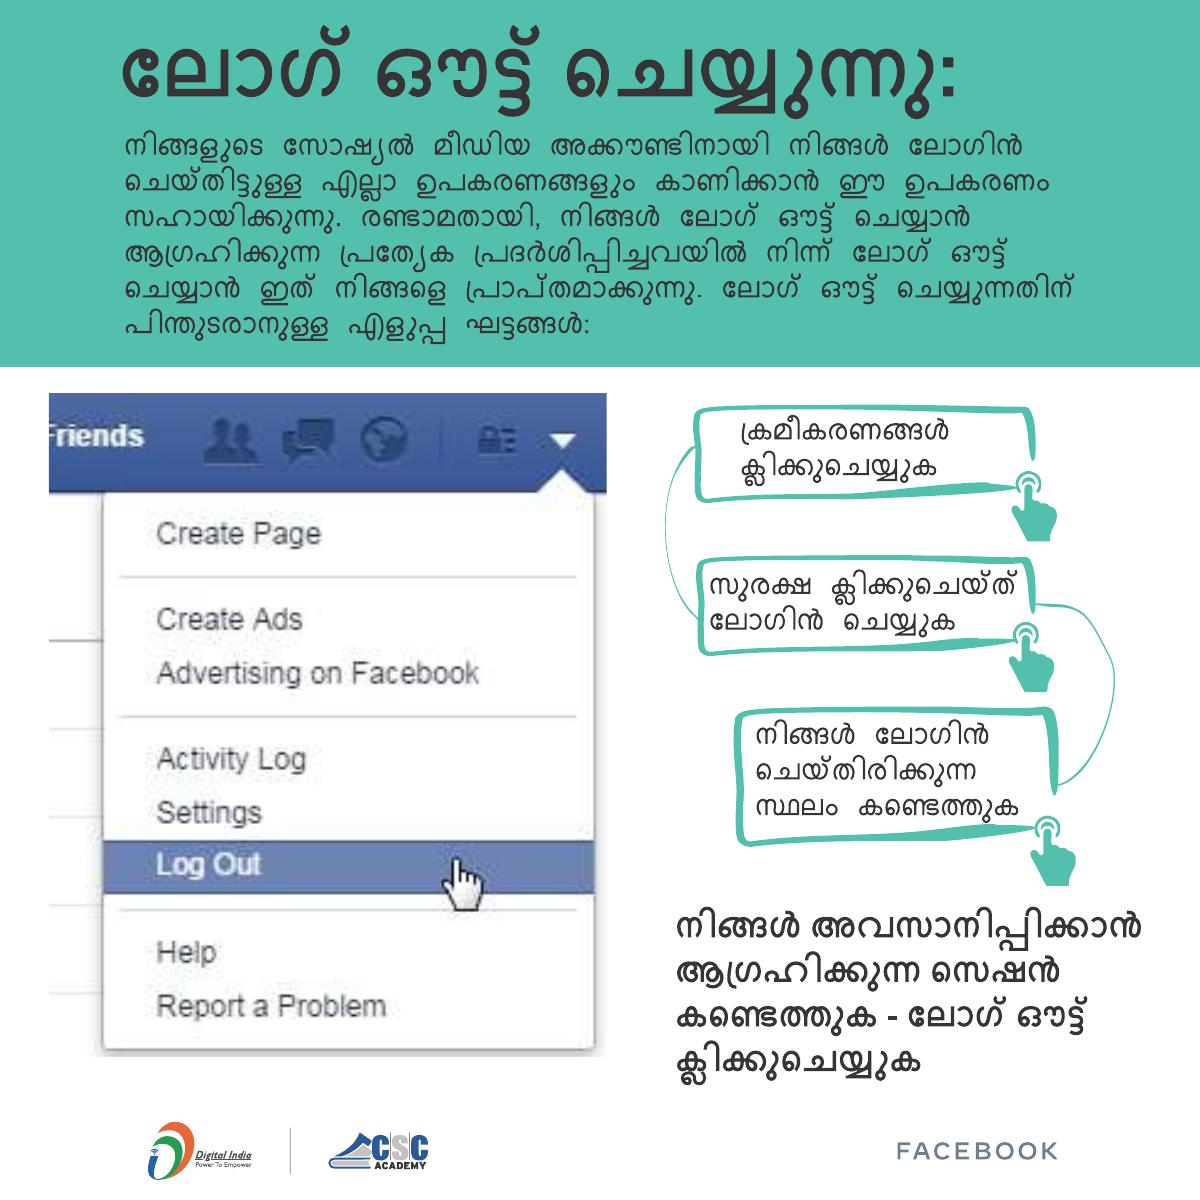 ലോഗ് ഔട്ട് ചെയ്യുന്നു:
നിങ്ങളുടെ സോഷ്യൽ മീഡിയ അക്കൗണ്ടിനായി നിങ്ങൾ ലോഗിൻ
ചെയ്തിട്ടുള്ള എല്ലാ ഉപകരണങ്ങളും കാണിക്കാൻ ഈ ഉപകരണം
സഹായിക്കുന്നു. രണ്ടാമതായി, നിങ്ങൾ ലോഗ് ഔട്ട് ചെയ്യാൻ
ആഗ്രഹിക്കുന്ന പ്രത്യേക പ്രദർശിപ്പിച്ചവയിൽ നിന്ന് ലോഗ് ഔട്ട്
ചെയ്യാൻ ഇത് നിങ്ങളെ പ്രാപ്തമാക്കുന്നു. ലോഗ് ഔട്ട് ചെയ്യുന്നതിന്
പിന്തുടരാനുള്ള എളുപ്പ ഘട്ടങ്ങൾ:
Friends
Create Page
Create Ads
Advertising on Facebook
Activity Log
Settings
Log Out
Help
Report a Problem
ക്രമീകരണങ്ങൾ
ക്ലിക്കുചെയ്യുക
സുരക്ഷ ക്ലിക്കുചെയ്ത്
ലോഗിൻ ചെയ്യുക
നിങ്ങൾ ലോഗിൻ
ചെയ്തിരിക്കുന്ന
സ്ഥലം കണ്ടെത്തുക
നിങ്ങൾ അവസാനിപ്പിക്കാൻ
ആഗ്രഹിക്കുന്ന സെഷൻ
കണ്ടെത്തുക - ലോഗ് ഔട്ട്
ക്ലിക്കുചെയ്യുക
Digital India
Power To Empower
CSC
ACADEMY
FACEBOOK